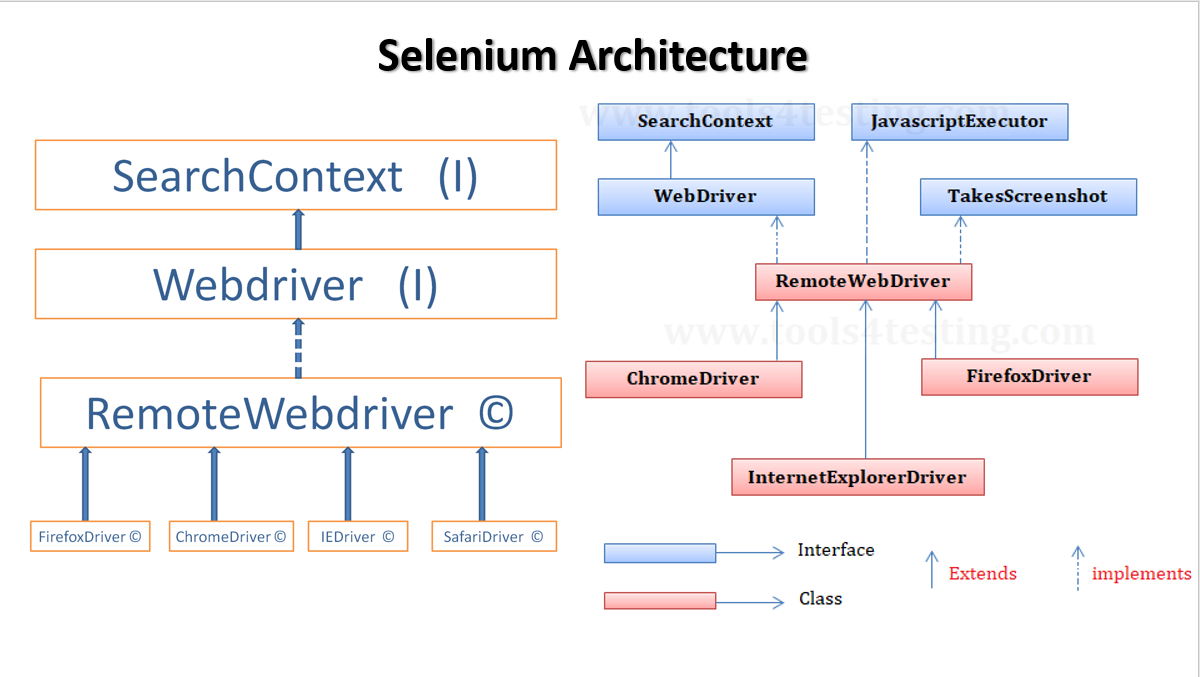 Selenium Architecture
SearchContext (I)
Webdriver (I)
RemoteWebdriver ©
FirefoxDriver ©
ChromeDriver ©
IEDriver ©
SafariDriver ©
www.tools4testing.com
SearchContext
JavascriptExecutor
WebDriver
TakesScreenshot
RemoteWebDriver
www.tools4testing.com
ChromeDriver
FirefoxDriver
InternetExplorerDriver
Interface
Extends
implements
Class